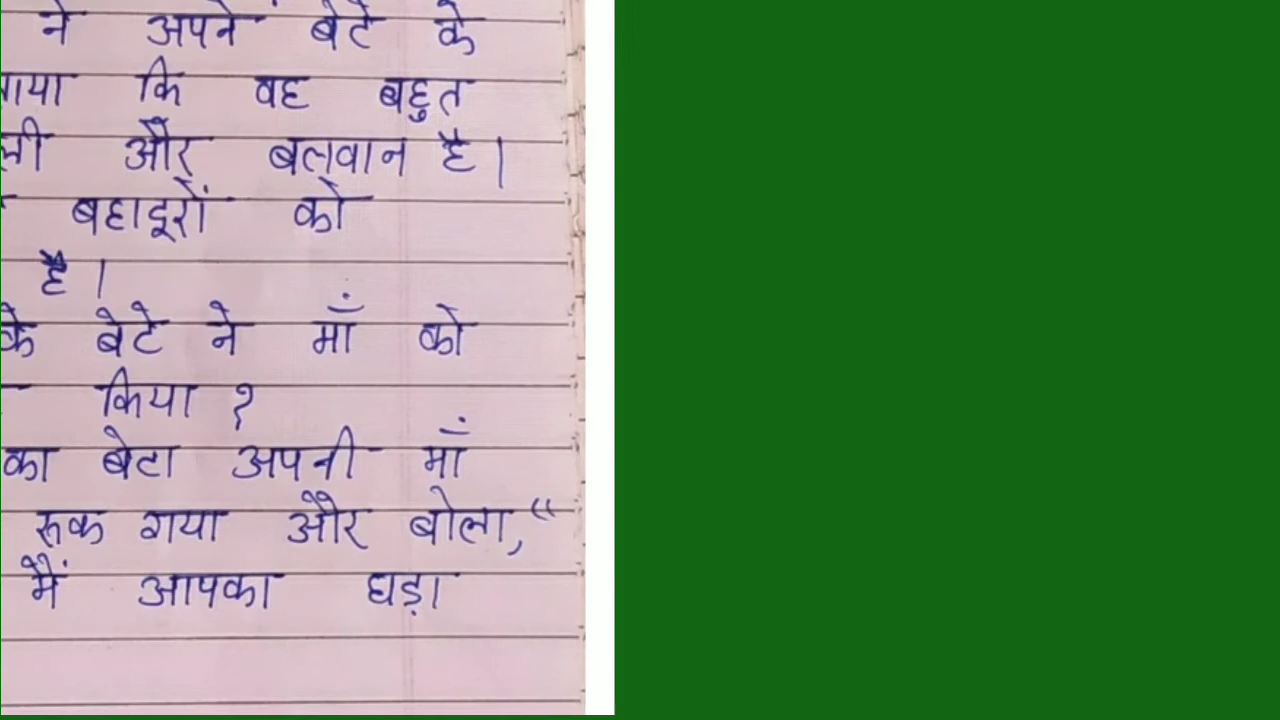 ने अपने बेटे के
कि वह बहुत
और बलवान है।
बहादूरों को
है।
के बेटे ने माँ को
किया ?
का बेटा अपनी माँ
रूक गया और बोला,"
मैं आपका घड़ा